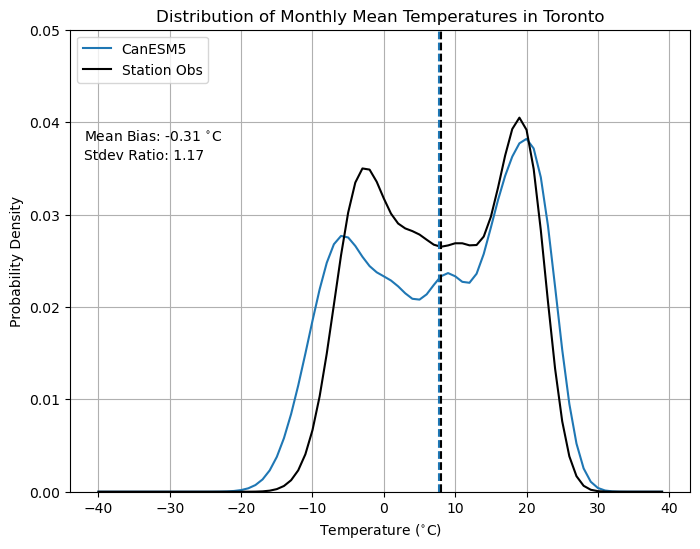 Distribution of Monthly Mean Temperatures in Toronto
CanESM5
Station Obs
Mean Bias: -0.31 °C
Stdev Ratio: 1.17
Probability Density
0.05
0.04
0.03
0.02
0.01
0.00
−40 −30 −20 −10 0 10 20 30 40
Temperature (°C)